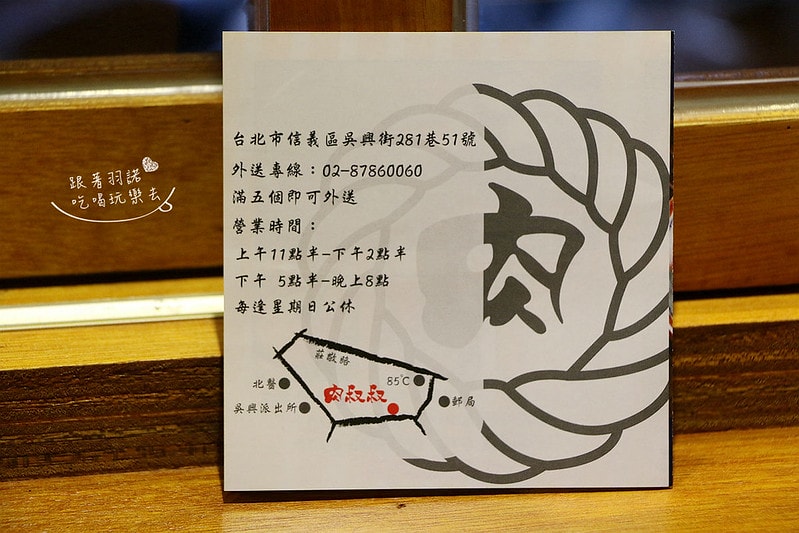 跟著羽諾
吃喝玩樂去
台北市信義區吳興街281巷51號
外送專線：02-87860060
滿五個即可外送
營業時間：
上午11點半-下午2點半
下午 5點半-晚上8點
每逢星期日公休
肉
莊敬路
北醫
85℃
肉叔叔
吳興派出所
郵局